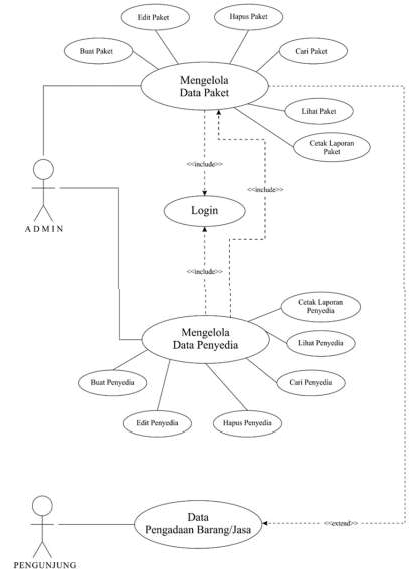 Edit Paket
Hapus Paket
Buat Paket
Cari Paket
Mengelola
Data Paket
Lihat Paket
Cetak Laporan
Paket
<<include>>
<<include>>
ADMIN
Login
<<include>>
Cetak Laporan
Penyedia
Mengelola
Data Penyedia
Lihat Penyedia
Buat Penyedia
Cari Penyedia
Edit Penyedia
Hapus Penyedia
Data
Pengadaan Barang/Jasa
<<extend>>
PENGUNJUNG